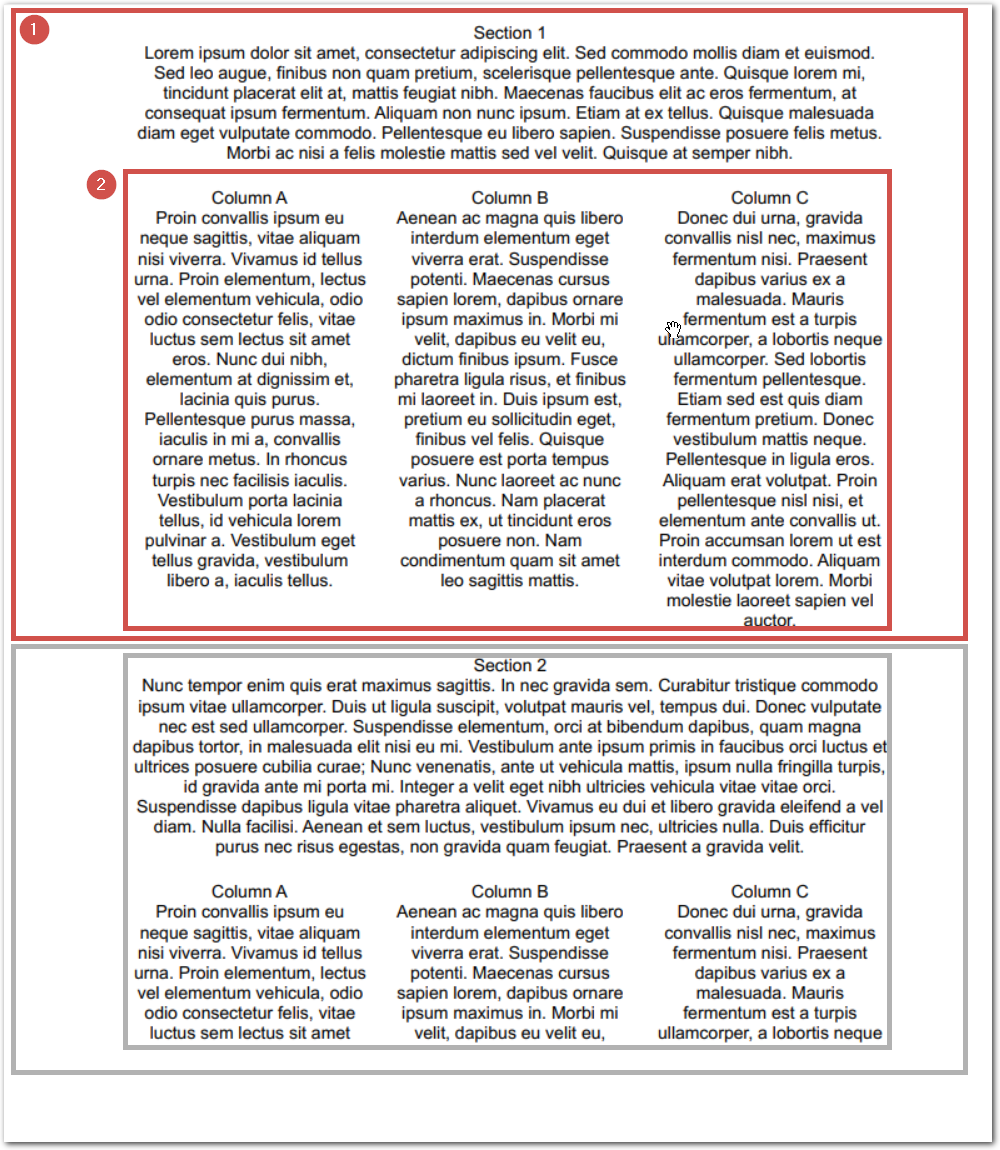 1
Section 1
Lorem ipsum dolor sit amet, consectetur adipiscing elit. Sed commodo mollis diam et euismod.
Sed leo augue, finibus non quam pretium, scelerisque pellentesque ante. Quisque lorem mi,
tincidunt placerat elit at, mattis feugiat nibh. Maecenas faucibus elit ac eros fermentum, at
consequat ipsum fermentum. Aliquam non nunc ipsum. Etiam at ex tellus. Quisque malesuada
diam eget vulputate commodo. Pellentesque eu libero sapien. Suspendisse posuere felis metus.
Morbi ac nisi a felis molestie mattis sed vel velit. Quisque at semper nibh.
2
Column A
Proin convallis ipsum eu
neque sagittis, vitae aliquam
nisi viverra. Vivamus id tellus
urna. Proin elementum, lectus
vel elementum vehicula, odio
odio consectetur felis, vitae
luctus sem lectus sit amet
eros. Nunc dui nibh,
elementum at dignissim et,
lacinia quis purus.
Pellentesque purus massa,
iaculis in mi a, convallis
ornare metus. In rhoncus
turpis nec facilisis iaculis.
Vestibulum porta lacinia
tellus, id vehicula lorem
pulvinar a. Vestibulum eget
tellus gravida, vestibulum
libero a, iaculis tellus.
Column B
Aenean ac magna quis libero
interdum elementum eget
viverra erat. Suspendisse
potenti. Maecenas cursus
sapien lorem, dapibus ornare
ipsum maximus in. Morbi mi
velit, dapibus eu velit eu,
dictum finibus ipsum. Fusce
pharetra ligula risus, et finibus
mi laoreet in. Duis ipsum est,
pretium eu sollicitudin eget,
finibus vel felis. Quisque
posuere est porta tempus
varius. Nunc laoreet ac nunc
a rhoncus. Nam placerat
mattis ex, ut tincidunt eros
posuere non. Nam
condimentum quam sit amet
leo sagittis mattis.
Column C
Donec dui urna, gravida
convallis nisl nec, maximus
fermentum nisi. Praesent
dapibus varius ex a
malesuada. Mauris
fermentum est a turpis
ullamcorper, a lobortis neque
ullamcorper. Sed lobortis
fermentum pellentesque.
Etiam sed est quis diam
fermentum pretium. Donec
vestibulum mattis neque.
Pellentesque in ligula eros.
Aliquam erat volutpat. Proin
pellentesque nisl nisi, et
elementum ante convallis ut.
Proin accumsan lorem ut est
interdum commodo. Aliquam
vitae volutpat lorem. Morbi
molestie laoreet sapien vel
auctor.
Section 2
Nunc tempor enim quis erat maximus sagittis. In nec gravida sem. Curabitur tristique commodo
ipsum vitae ullamcorper. Duis ut ligula suscipit, volutpat mauris vel, tempus dui. Donec vulputate
nec est sed ullamcorper. Suspendisse elementum, orci at bibendum dapibus, quam magna
dapibus tortor, in malesuada elit nisi eu mi. Vestibulum ante ipsum primis in faucibus orci luctus et
ultrices posuere cubilia curae; Nunc venenatis, ante ut vehicula mattis, ipsum nulla fringilla turpis,
id gravida ante mi porta mi. Integer a velit eget nibh ultricies vehicula vitae vitae orci.
Suspendisse dapibus ligula vitae pharetra aliquet. Vivamus eu dui et libero gravida eleifend a vel
diam. Nulla facilisi. Aenean et sem luctus, vestibulum ipsum nec, ultricies nulla. Duis efficitur
purus nec risus egestas, non gravida quam feugiat. Praesent a gravida velit.
Column A
Proin convallis ipsum eu
neque sagittis, vitae aliquam
nisi viverra. Vivamus id tellus
urna. Proin elementum, lectus
vel elementum vehicula, odio
odio consectetur felis, vitae
luctus sem lectus sit amet
Column B
Aenean ac magna quis libero
interdum elementum eget
viverra erat. Suspendisse
potenti. Maecenas cursus
sapien lorem, dapibus ornare
ipsum maximus in. Morbi mi
velit, dapibus eu velit eu,
Column C
Donec dui urna, gravida
convallis nisl nec, maximus
fermentum nisi. Praesent
dapibus varius ex a
malesuada. Mauris
fermentum est a turpis
ullamcorper, a lobortis neque